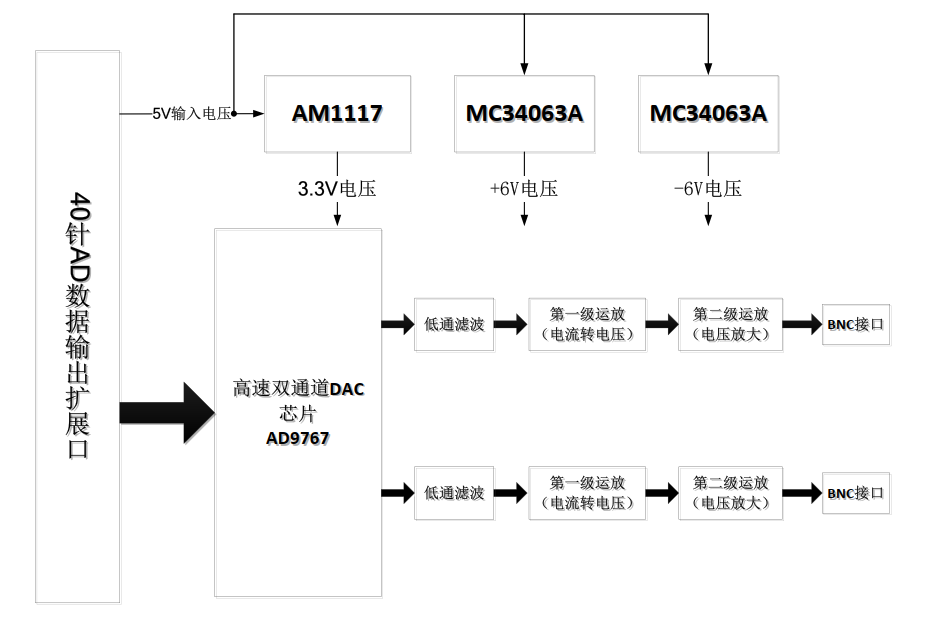 5V输入电压
AM1117
MC34063A
MC34063A
3.3V电压
+6V电压
-6V电压
40针AD数据输出扩展口
高速双通道DAC
芯片
AD9767
低通滤波
第一级运放
（电流转电压）
第二级运放
（电压放大）
BNC接口
低通滤波
第一级运放
（电流转电压）
第二级运放
（电压放大）
BNC接口